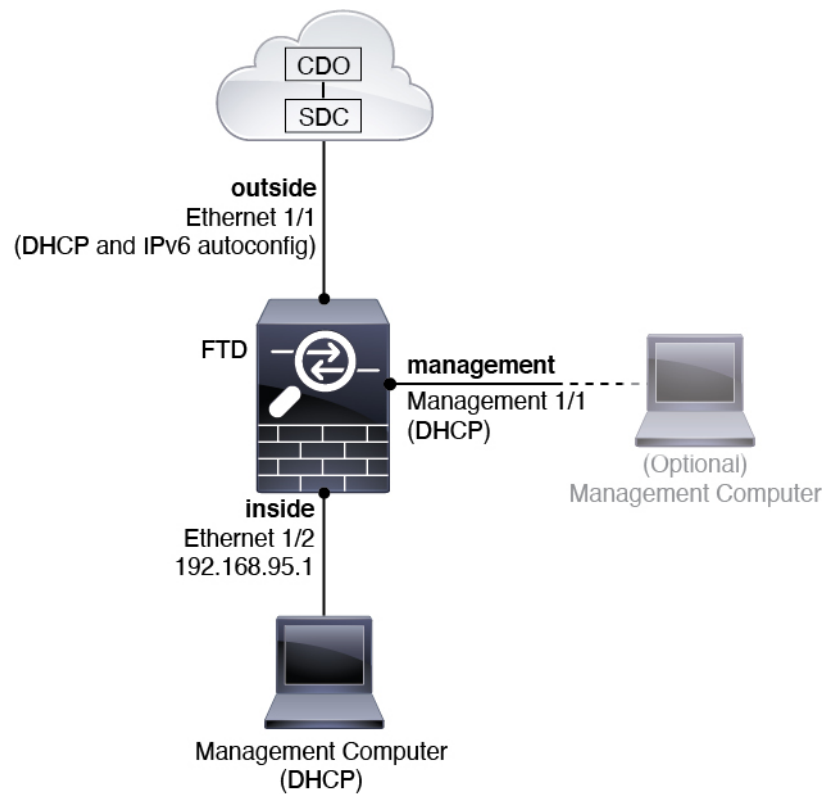 CDO
SDC
outside
Ethernet 1/1
(DHCP and IPv6 autoconfig)
FTD
management
Management 1/1
(DHCP)
(Optional)
Management Computer
inside
Ethernet 1/2
192.168.95.1
Management Computer
(DHCP)